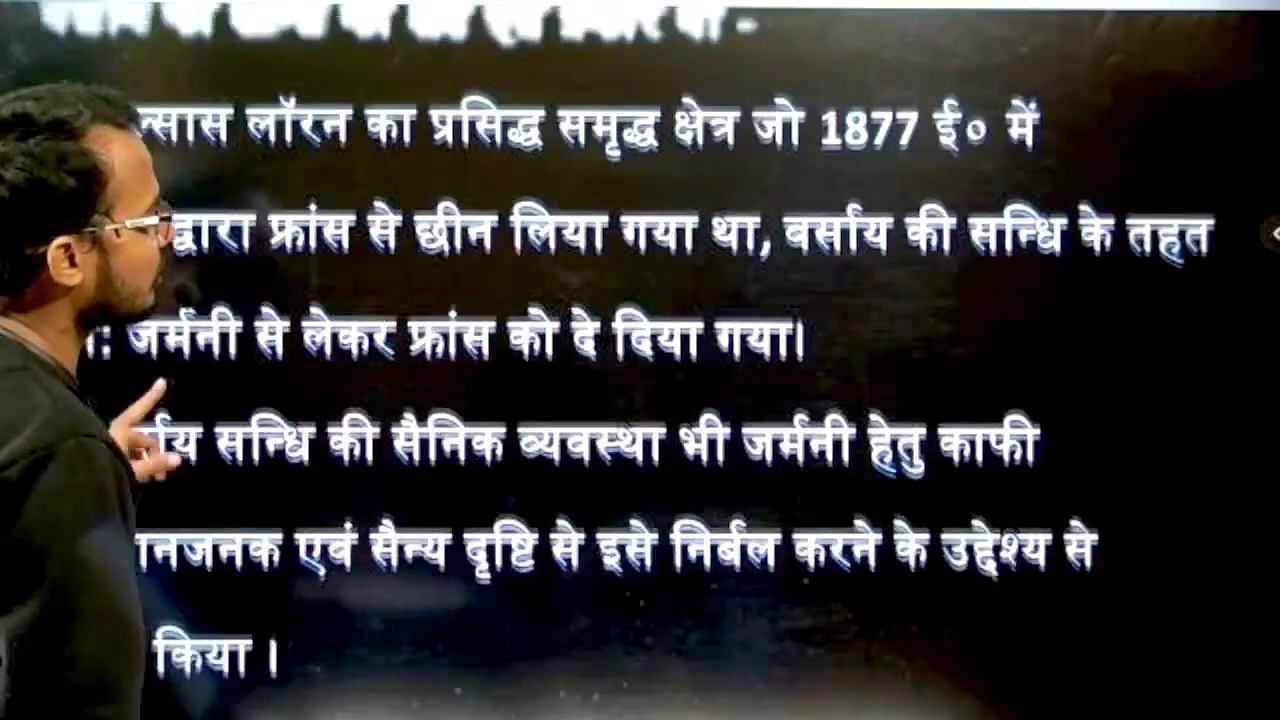 लॉरन का प्रसिद्ध समृद्ध क्षेत्र जो 1877 ई० में
द्वारा फ्रांस से छीन लिया गया था, वर्साय की सन्धि के तहत
जर्मनी से लेकर फ्रांस को दे दिया गया।
सन्धि की सैनिक व्यवस्था भी जर्मनी हेतु काफी
एवं सैन्य दृष्टि से इसे निर्बल करने के उद्देश्य से
किया ।